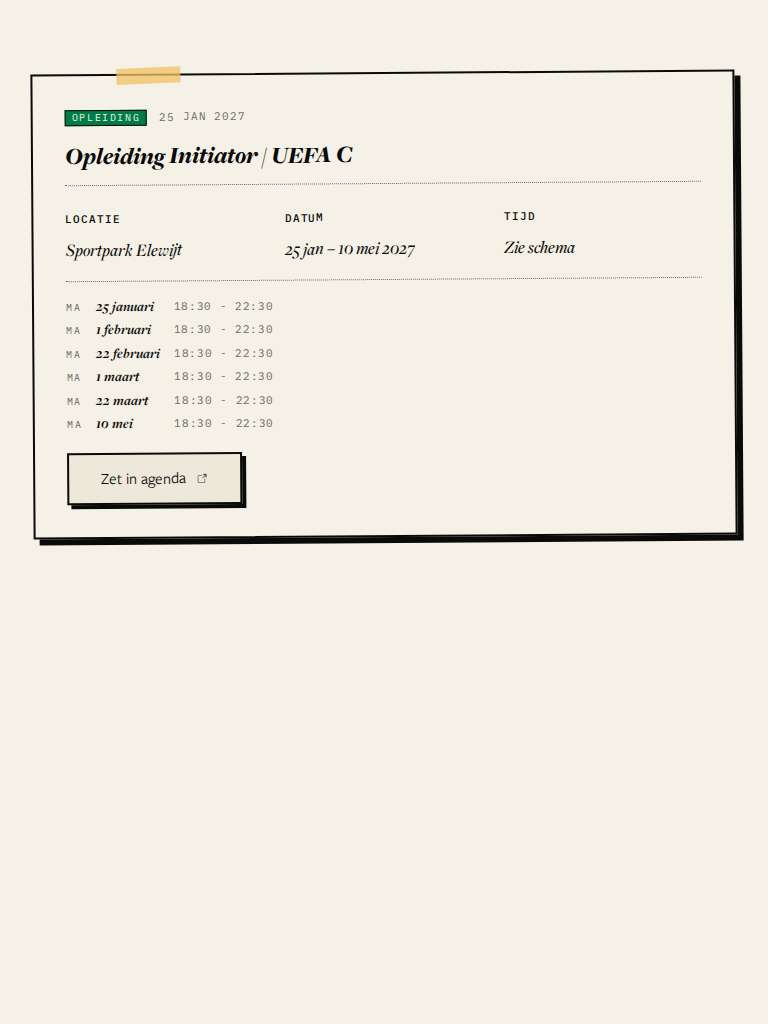 OPLEIDING 25 JAN 2027
Opleiding Initiator / UEFA C
LOCATIE DATUM TIJD
Sportpark Elewijt 25 jan – 10 mei 2027 Zie schema
MA 25 januari 18:30 - 22:30
MA 1 februari 18:30 - 22:30
MA 22 februari 18:30 - 22:30
MA 1 maart 18:30 - 22:30
MA 22 maart 18:30 - 22:30
MA 10 mei 18:30 - 22:30
Zet in agenda